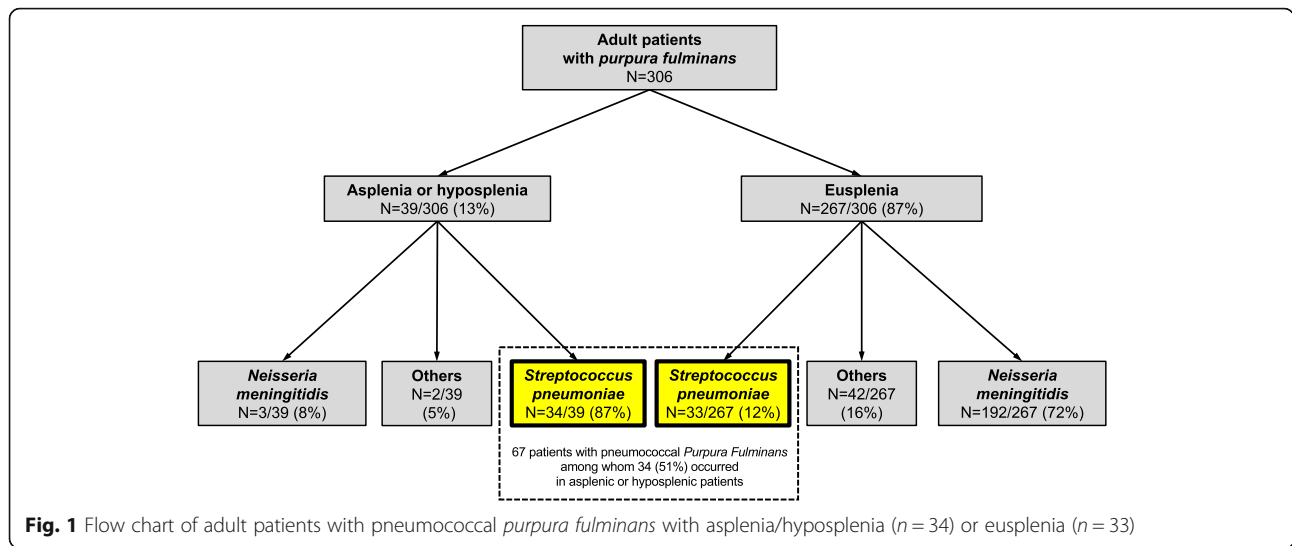 Adult patients
with purpura fulminans
N=306
Asplenia or hyposplenia
N=39/306 (13%)
Eusplenia
N=267/306 (87%)
Neisseria
meningitidis
N=3/39 (8%)
Others
N=2/39
(5%)
Streptococcus
pneumoniae
N=34/39 (87%)
Streptococcus
pneumoniae
N=33/267 (12%)
Others
N=42/267
(16%)
Neisseria
meningitidis
N=192/267 (72%)
67 patients with pneumococcal Purpura Fulminans
among whom 34 (51%) occurred
in asplenic or hyposplenic patients
Fig. 1 Flow chart of adult patients with pneumococcal purpura fulminans with asplenia/hyposplenia (n = 34) or eusplenia (n = 33)